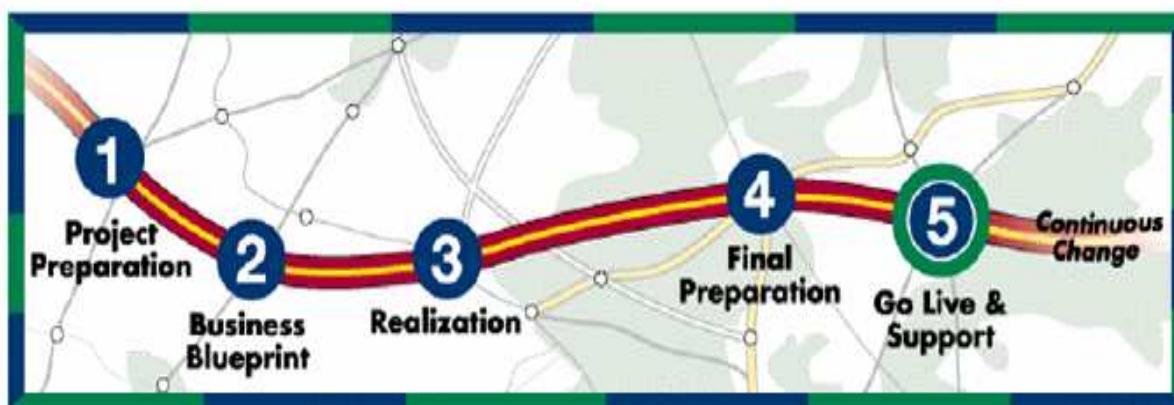 1
Project
Preparation
2
Business
Blueprint
3
Realization
4
Final
Preparation
5
Go Live &
Support
Continuous
Change